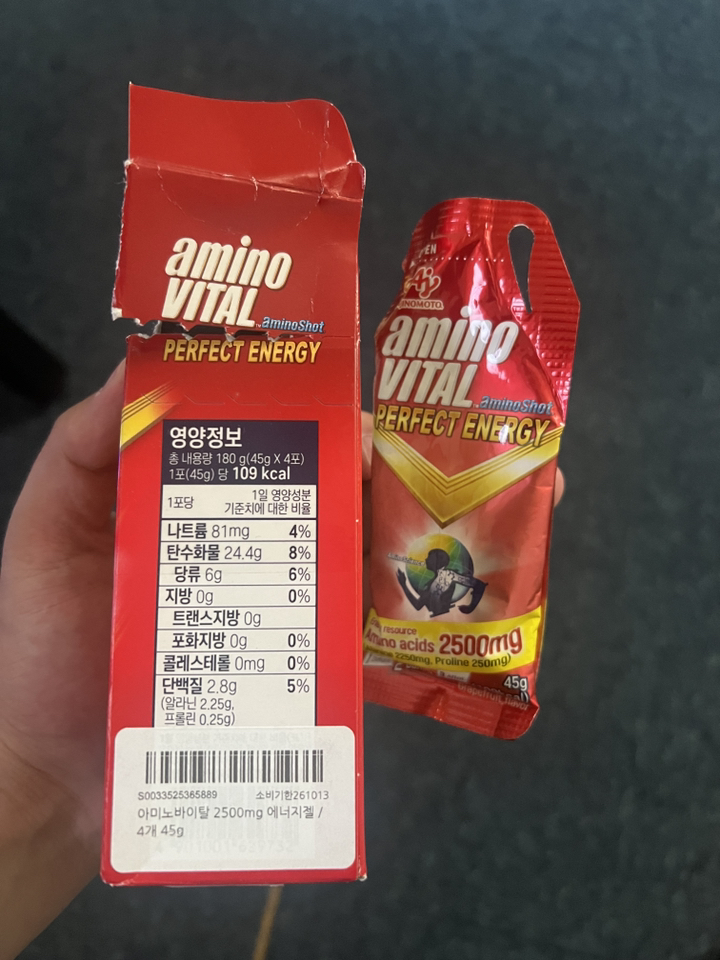 amino
VITAL
aminoShot
PERFECT ENERGY
영양정보
총 내용량 180 g(45g X 4포)
1포(45g) 당 109 kcal
1포당
1일 영양성분
기준치에 대한 비율
나트륨 81mg 4%
탄수화물 24.4g 8%
당류 6g 6%
지방 0g 0%
트랜스지방 0g
포화지방 0g 0%
콜레스테롤 0mg 0%
단백질 2.8g 5%
(알라닌 2.25g,
프롤린 0.25g)
S0033525365889 소비기한261013
아미노바이탈 2500mg 에너지젤 /
4개 45g
AJINOMOTO
amino
VITAL
aminoShot
PERFECT ENERGY
resource
Amino acids 2500mg
2250mg, Proline 250mg)
45g
Grapefruit flavor